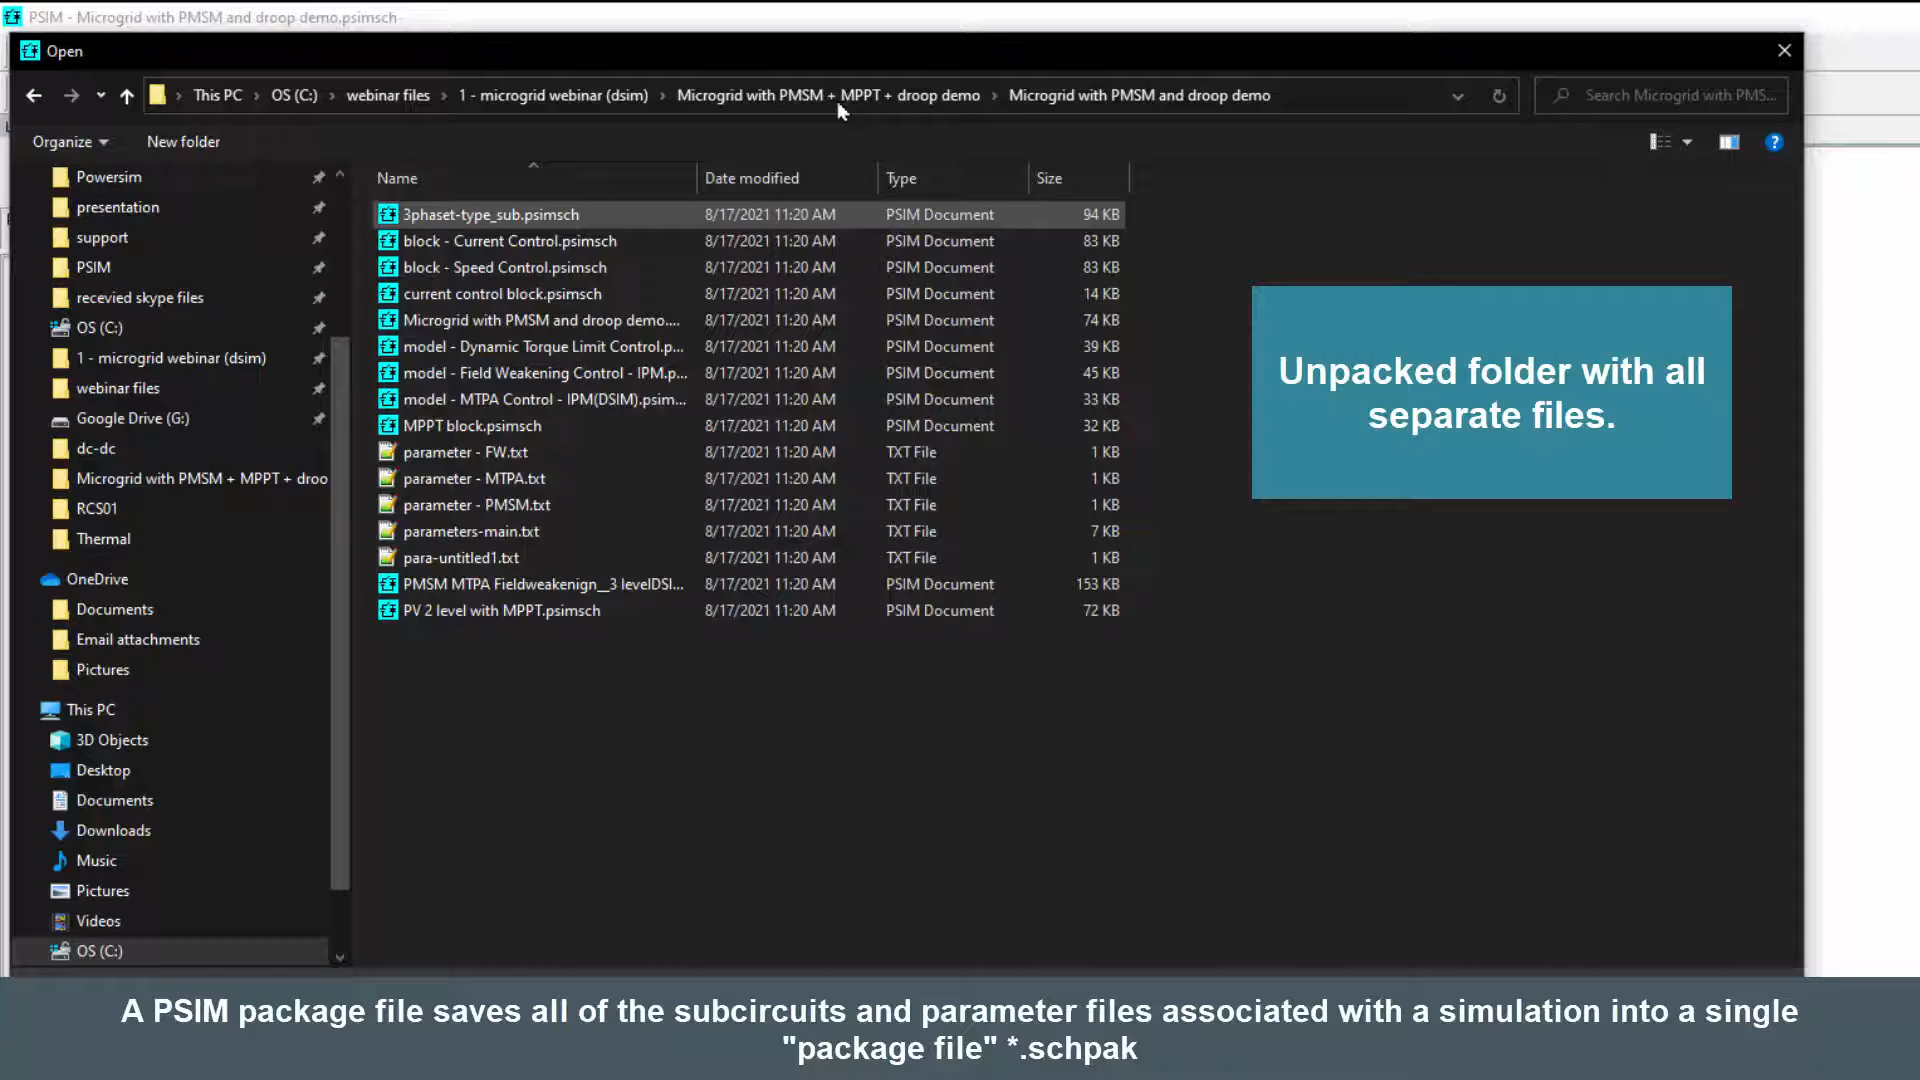 PSIM - Microgrid with PMSM and droop demo.psimsch
Open
This PC > OS (C:) > webinar files > 1 - microgrid webinar (dsim) > Microgrid with PMSM + MPPT + droop demo > Microgrid with PMSM and droop demo
Search Microgrid with PMS...
Organize
New folder
Name Date modified Type Size
Powersim
presentation
support
PSIM
recevied skype files
OS (C:)
1 - microgrid webinar (dsim)
webinar files
Google Drive (G:)
dc-dc
Microgrid with PMSM + MPPT + droo
RCS01
Thermal
OneDrive
Documents
Email attachments
Pictures
This PC
3D Objects
Desktop
Documents
Downloads
Music
Pictures
Videos
OS (C:)
3phaset-type_sub.psimsch 8/17/2021 11:20 AM PSIM Document 94 KB
block - Current Control.psimsch 8/17/2021 11:20 AM PSIM Document 83 KB
block - Speed Control.psimsch 8/17/2021 11:20 AM PSIM Document 83 KB
current control block.psimsch 8/17/2021 11:20 AM PSIM Document 14 KB
Microgrid with PMSM and droop demo.... 8/17/2021 11:20 AM PSIM Document 74 KB
model - Dynamic Torque Limit Control.p... 8/17/2021 11:20 AM PSIM Document 39 KB
model - Field Weakening Control - IPM.p... 8/17/2021 11:20 AM PSIM Document 45 KB
model - MTPA Control - IPM(DSIM).psim... 8/17/2021 11:20 AM PSIM Document 33 KB
MPPT block.psimsch 8/17/2021 11:20 AM PSIM Document 32 KB
parameter - FW.txt 8/17/2021 11:20 AM TXT File 1 KB
parameter - MTPA.txt 8/17/2021 11:20 AM TXT File 1 KB
parameter - PMSM.txt 8/17/2021 11:20 AM TXT File 1 KB
parameters-main.txt 8/17/2021 11:20 AM TXT File 7 KB
para-untitled1.txt 8/17/2021 11:20 AM TXT File 1 KB
PMSM MTPA Fieldweakenign__3 levelDSI... 8/17/2021 11:20 AM PSIM Document 153 KB
PV 2 level with MPPT.psimsch 8/17/2021 11:20 AM PSIM Document 72 KB
Unpacked folder with all
separate files.
A PSIM package file saves all of the subcircuits and parameter files associated with a simulation into a single
"package file" *.schpak